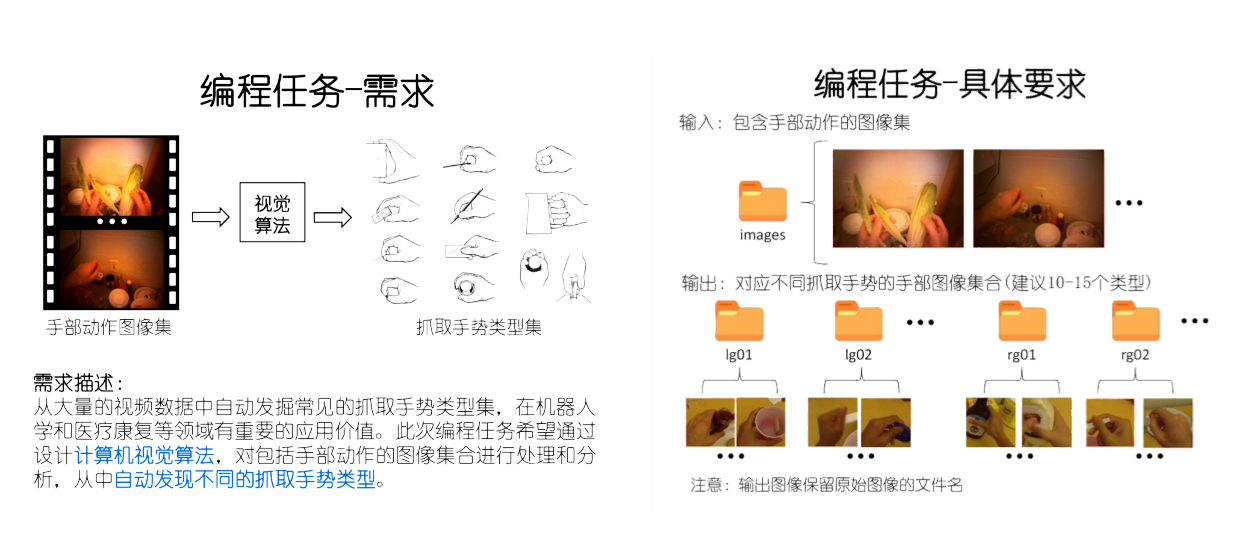 编程任务-需求
视觉
算法
手部动作图像集
抓取手势类型集
需求描述：
从大量的视频数据中自动发掘常见的抓取手势类型集，在机器人
学和医疗康复等领域有重要的应用价值。此次编程任务希望通过
设计计算机视觉算法，对包括手部动作的图像集合进行处理和分
析，从中自动发现不同的抓取手势类型。
编程任务-具体要求
输入：包含手部动作的图像集
images
输出：对应不同抓取手势的手部图像集合(建议10-15个类型)
lg01
lg02
rg01
rg02
注意：输出图像保留原始图像的文件名